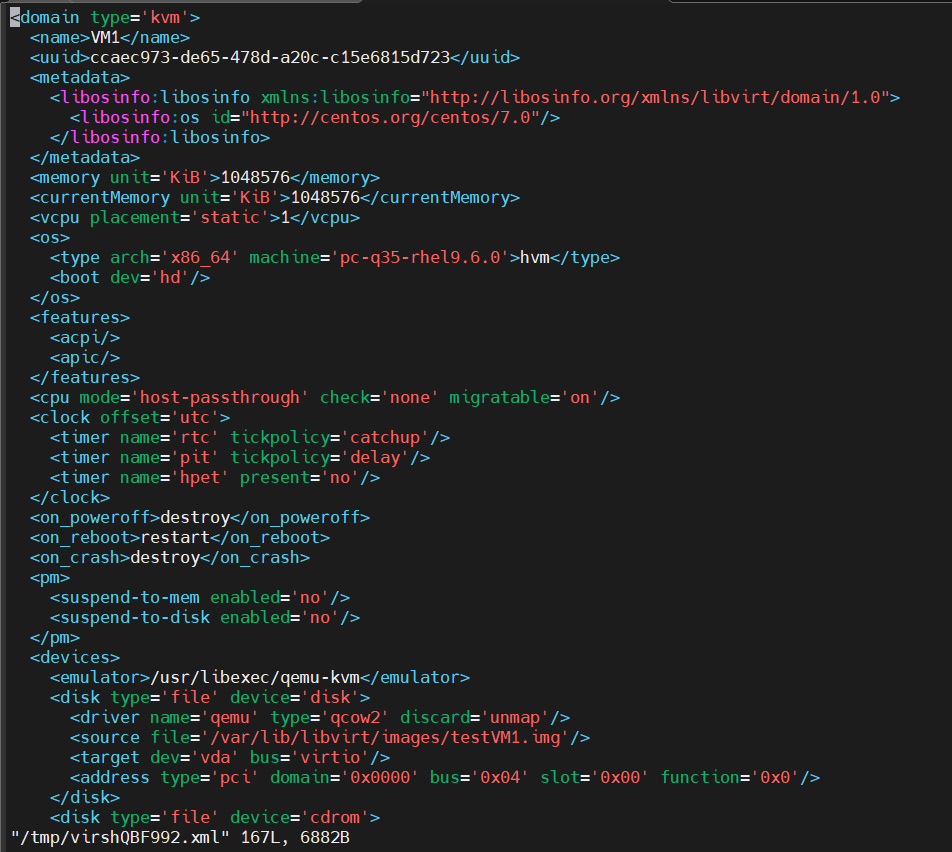 <domain type='kvm'>
  <name>VM1</name>
  <uuid>ccaec973-de65-478d-a20c-c15e6815d723</uuid>
  <metadata>
    <libosinfo:libosinfo xmlns:libosinfo="http://libosinfo.org/xmlns/libvirt/domain/1.0">
      <libosinfo:os id="http://centos.org/centos/7.0"/>
    </libosinfo:libosinfo>
  </metadata>
  <memory unit='KiB'>1048576</memory>
  <currentMemory unit='KiB'>1048576</currentMemory>
  <vcpu placement='static'>1</vcpu>
  <os>
    <type arch='x86_64' machine='pc-q35-rhel9.6.0'>hvm</type>
    <boot dev='hd'/>
  </os>
  <features>
    <acpi/>
    <apic/>
  </features>
  <cpu mode='host-passthrough' check='none' migratable='on'/>
  <clock offset='utc'>
    <timer name='rtc' tickpolicy='catchup'/>
    <timer name='pit' tickpolicy='delay'/>
    <timer name='hpet' present='no'/>
  </clock>
  <on_poweroff>destroy</on_poweroff>
  <on_reboot>restart</on_reboot>
  <on_crash>destroy</on_crash>
  <pm>
    <suspend-to-mem enabled='no'/>
    <suspend-to-disk enabled='no'/>
  </pm>
  <devices>
    <emulator>/usr/libexec/qemu-kvm</emulator>
    <disk type='file' device='disk'>
      <driver name='qemu' type='qcow2' discard='unmap'/>
      <source file='/var/lib/libvirt/images/testVM1.img'/>
      <target dev='vda' bus='virtio'/>
      <address type='pci' domain='0x0000' bus='0x04' slot='0x00' function='0x0'/>
    </disk>
    <disk type='file' device='cdrom'>
"/tmp/virshQBF992.xml" 167L, 6882B